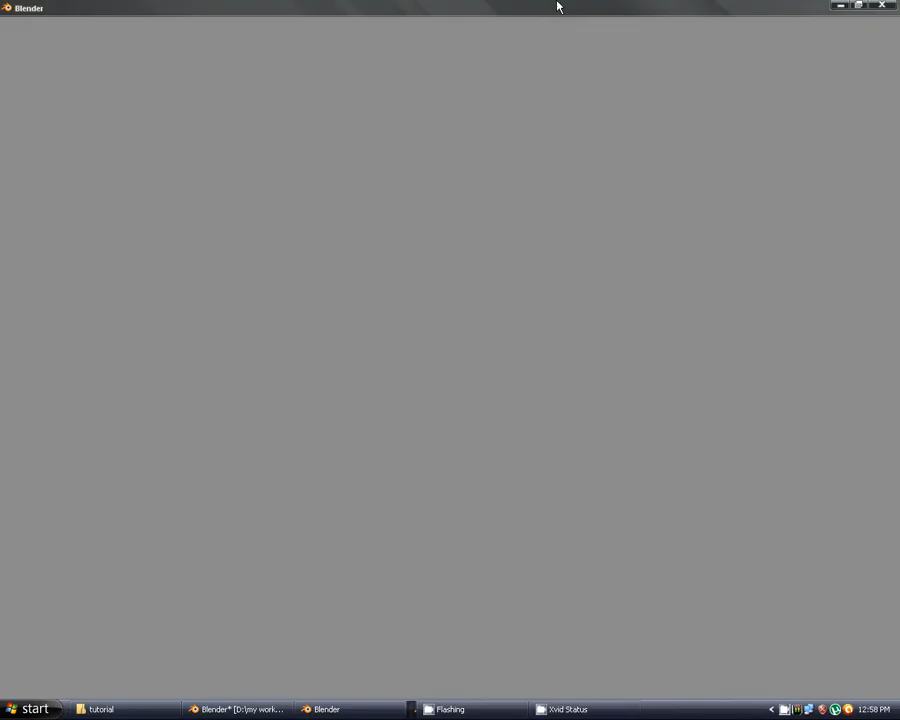 Blender
start
tutorial
Blender* [D:\my work...
Blender
Flashing
Xvid Status
12:58 PM